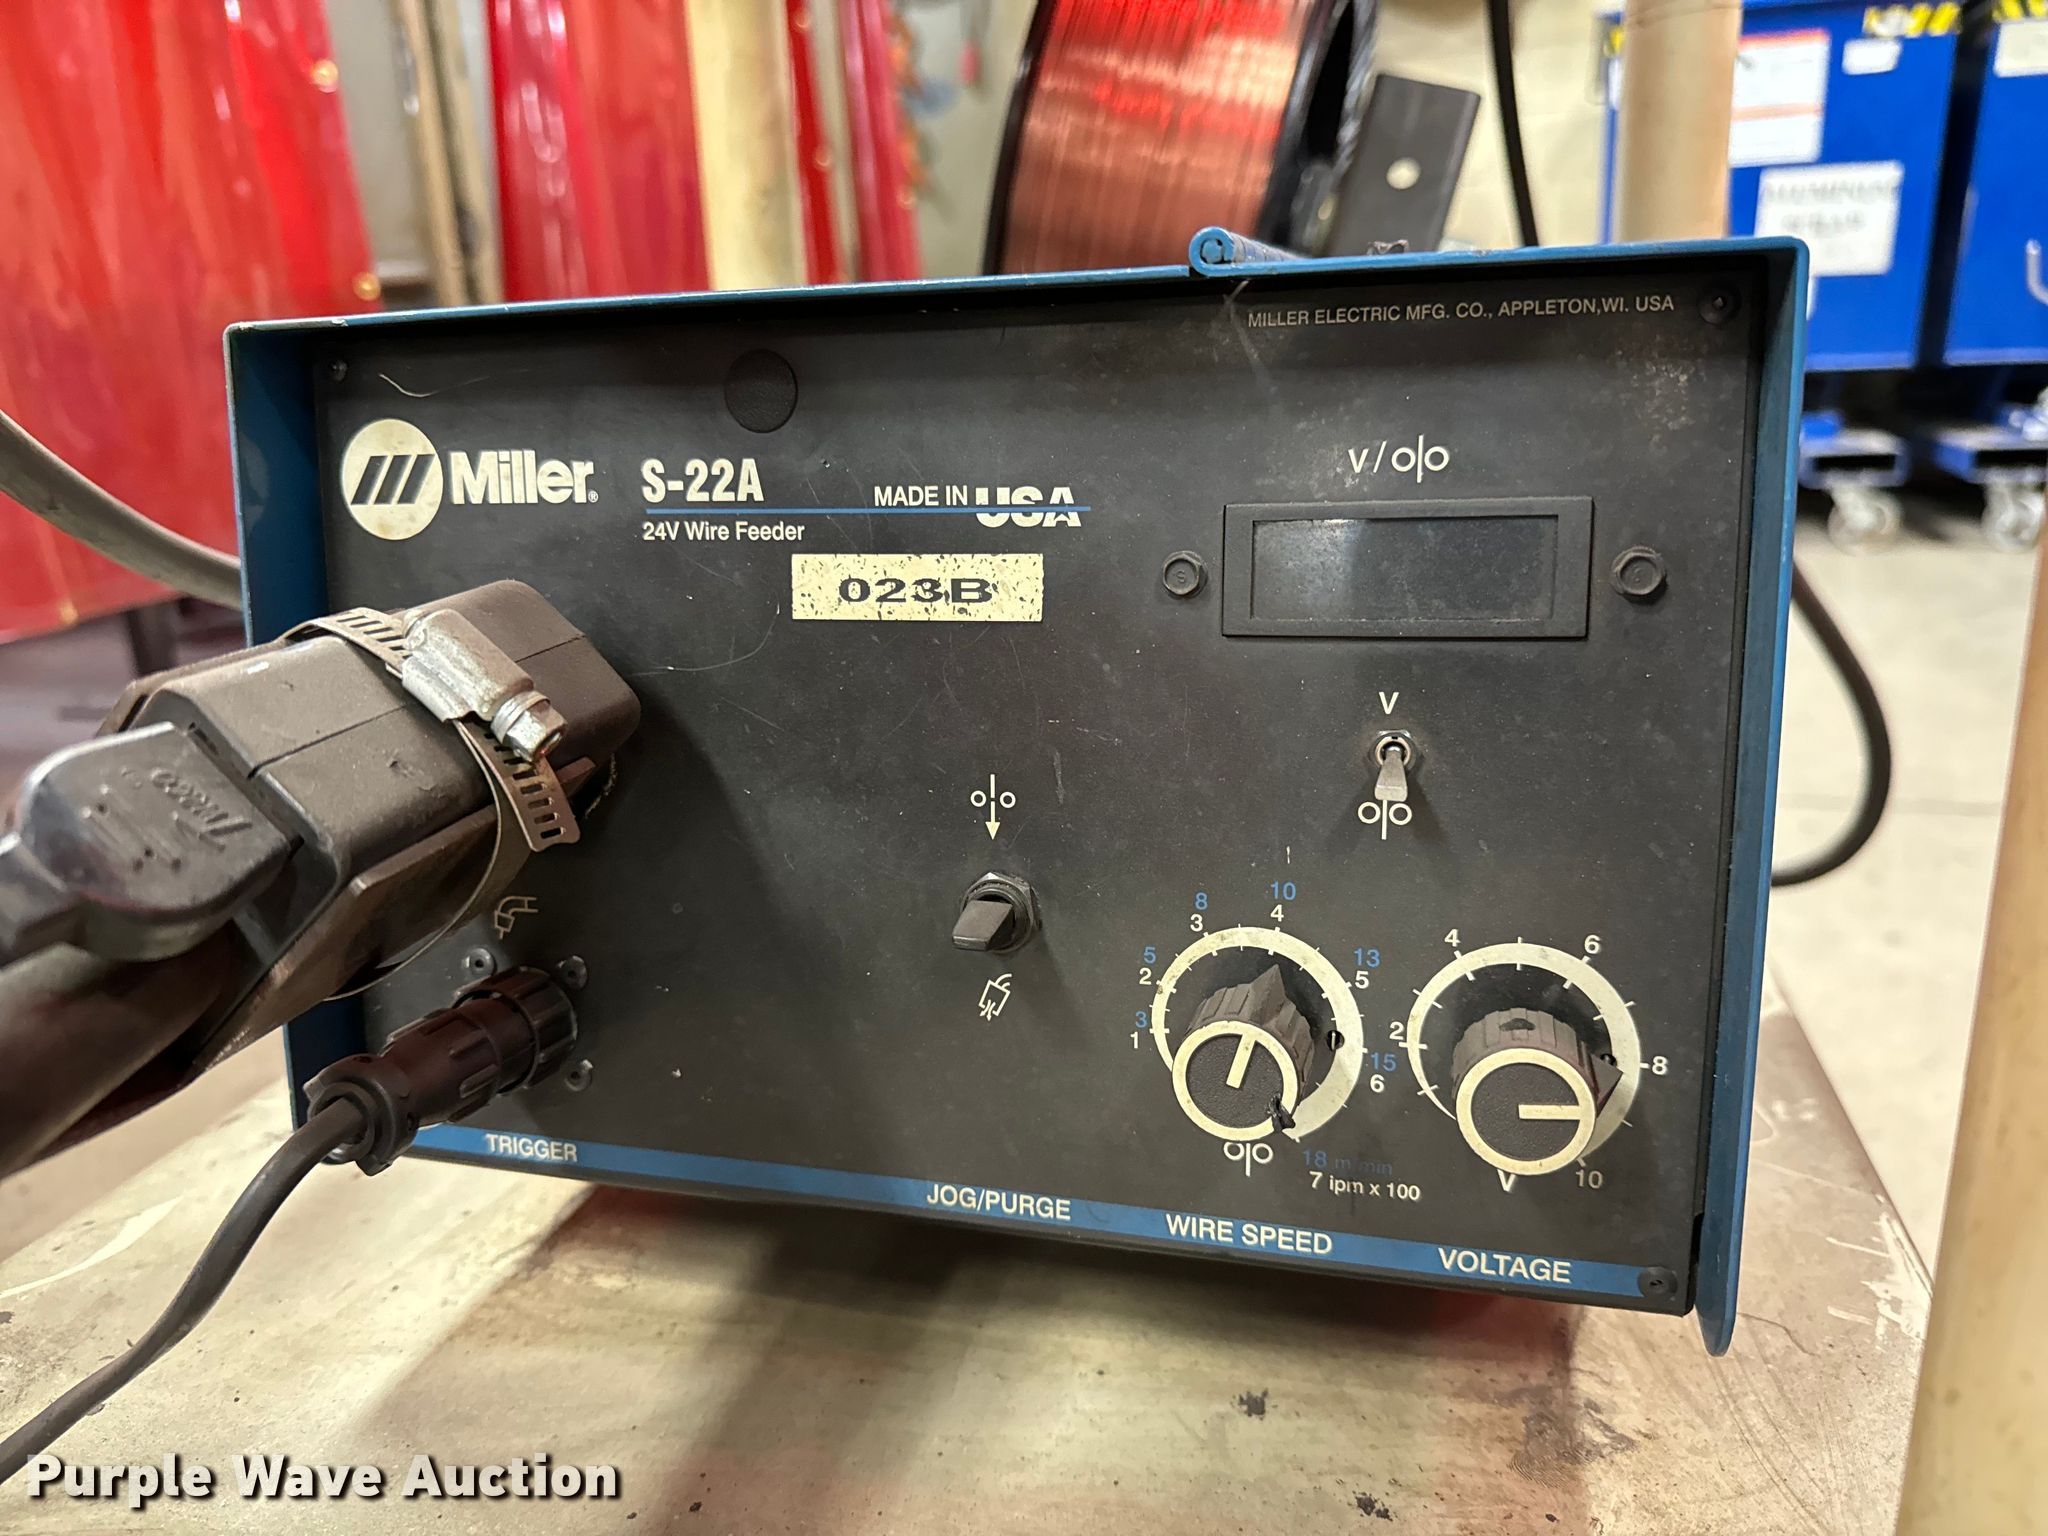 MILLER ELECTRIC MFG. CO., APPLETON, WI. USA
Miller® S-22A
24V Wire Feeder
MADE IN USA
023B
V/
V
Tweco
10
8 4
3
5 13
2 5
3
1
15
6
18 m/min
7 ipm x 100
4 6
2 8
10
V
TRIGGER
JOG/PURGE
WIRE SPEED
VOLTAGE
Purple Wave Auction